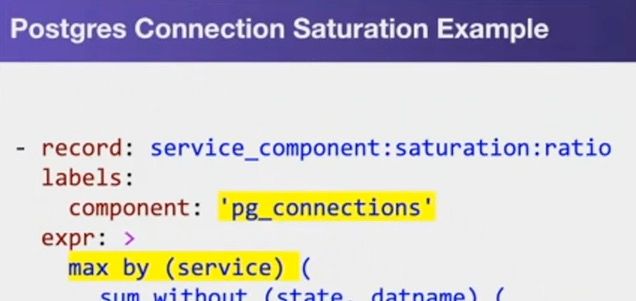 Postgres Connection Saturation Example
- record: service_component:saturation:ratio
labels:
component: 'pg_connections'
expr: >
max by (service) (
sum without (state, datname) (